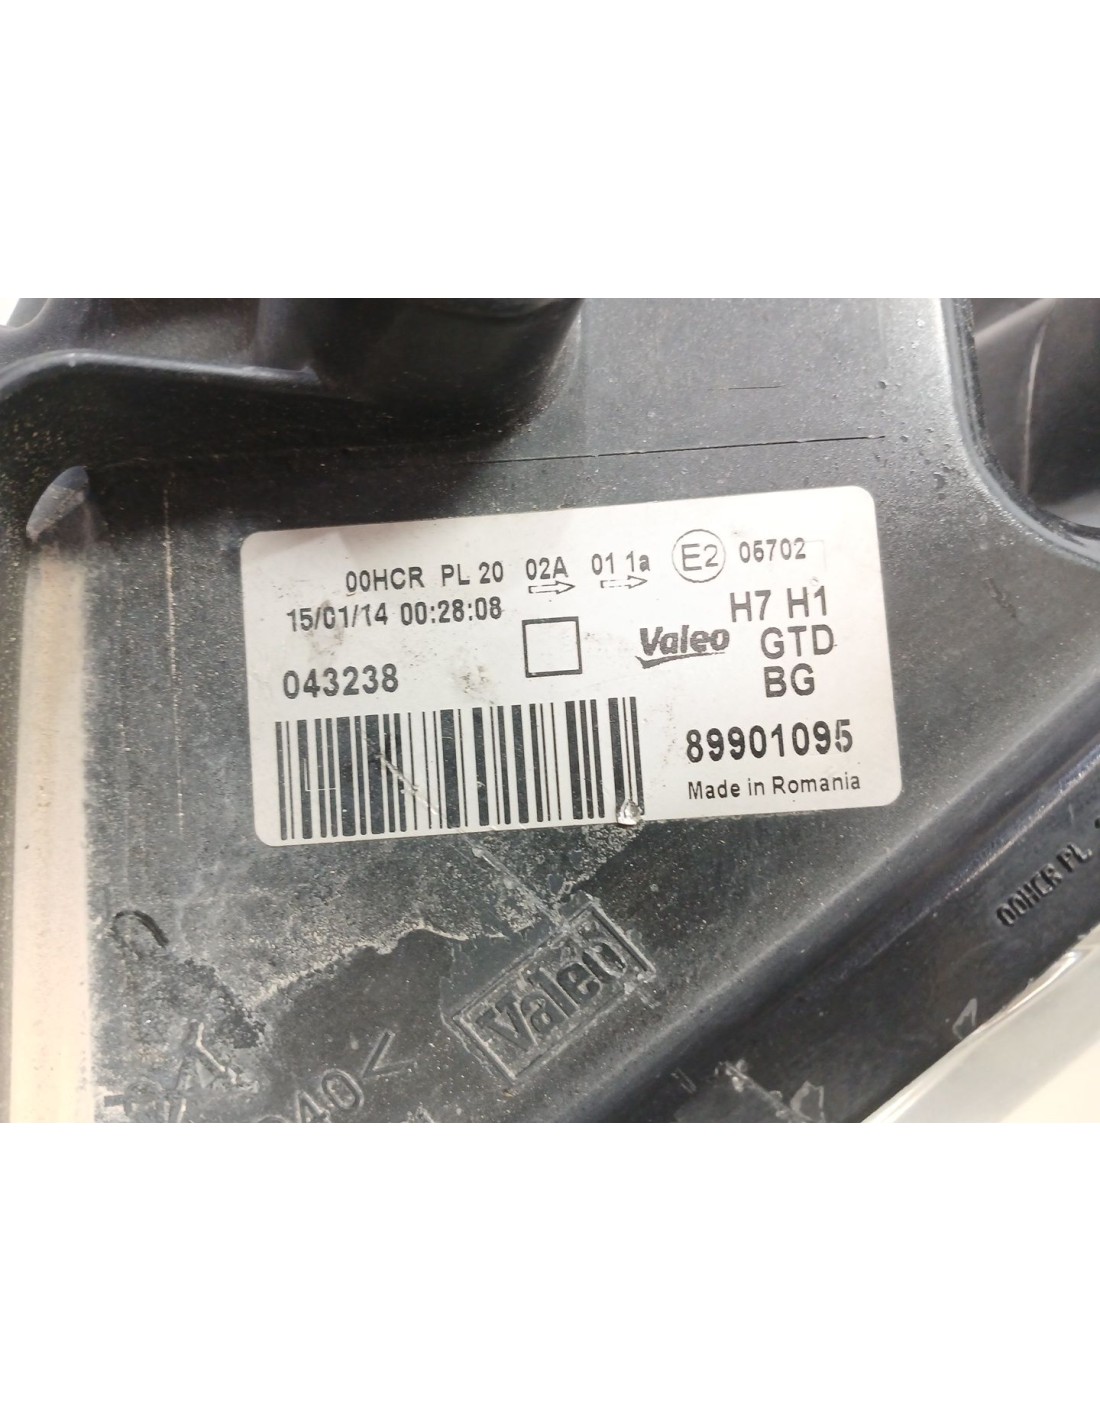 00HCR PL 20 02A 01 1a E2 05702
15/01/14 00:28:08
H7 H1
Valeo GTD
043238 BG
89901095
Made in Romania
00HCR PL
Valeo